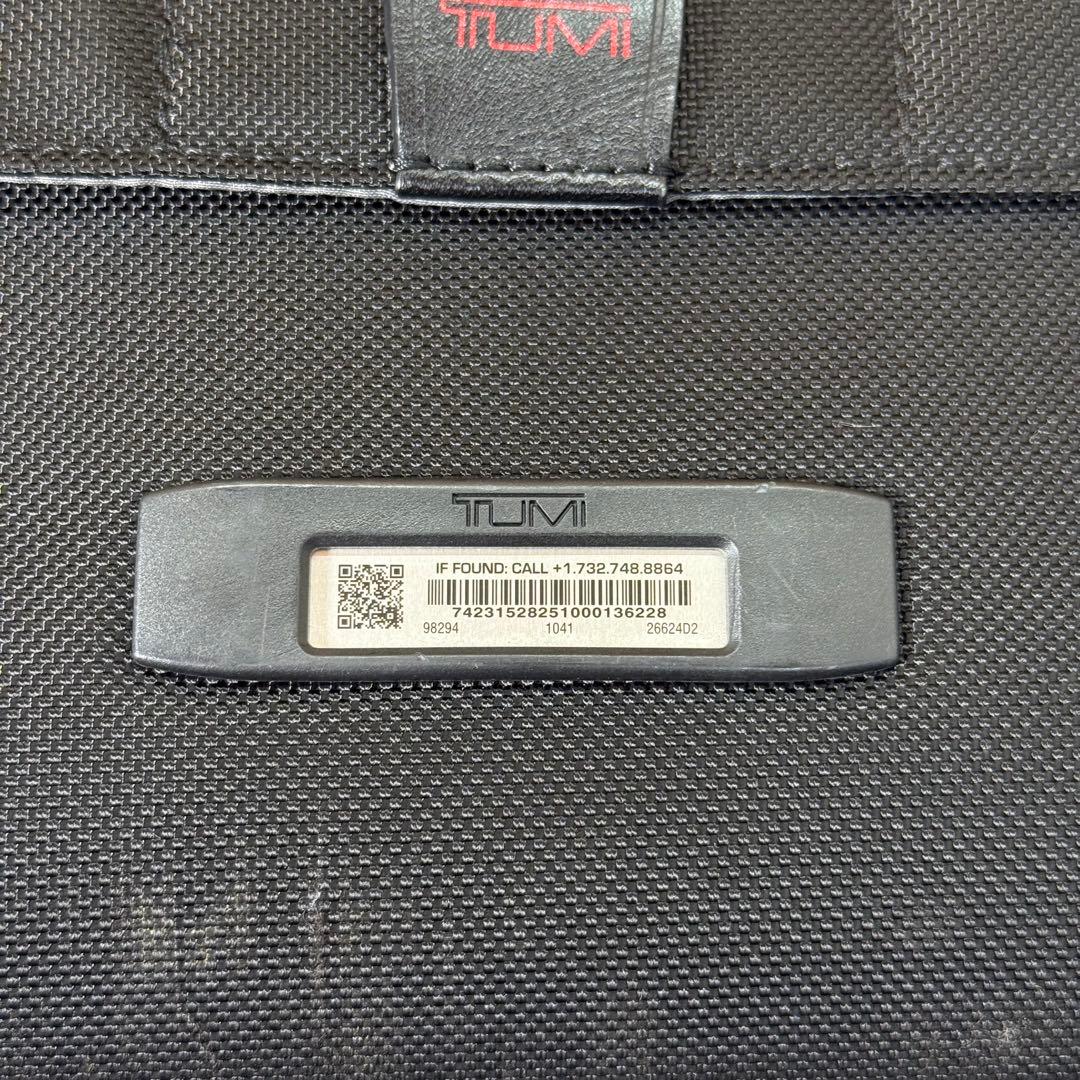 TUMI
TUMI
IF FOUND: CALL +1.732.748.8864
74231528251000136228
98294 1041 26624D2